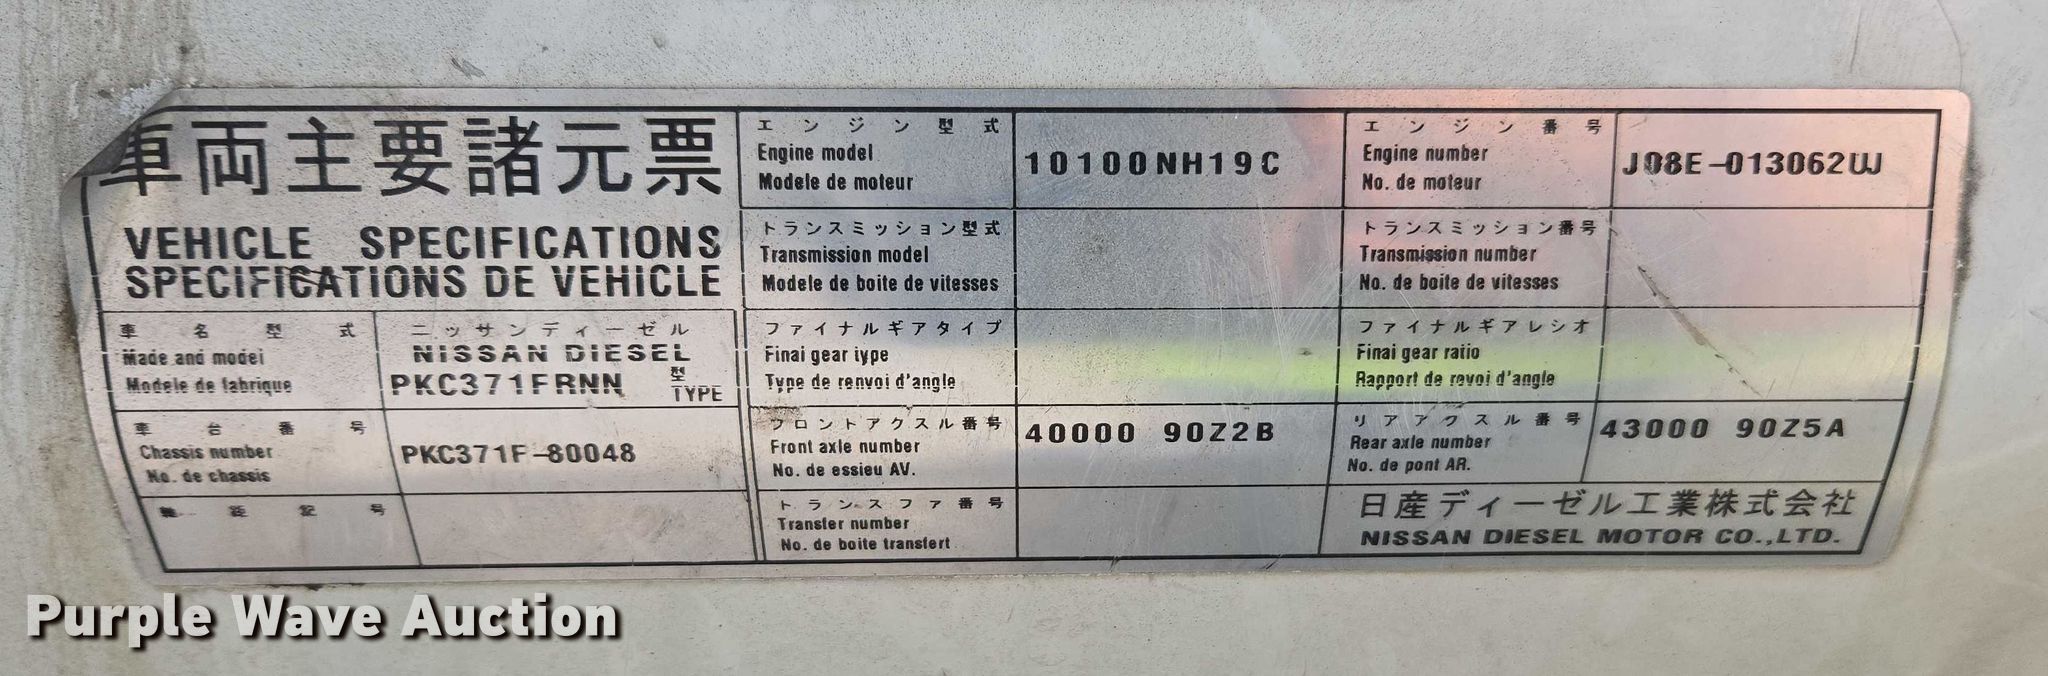 車両主要諸元票
VEHICLE SPECIFICATIONS
SPECIFICATIONS DE VEHICLE
車名型式
Made and model
Modele de fabrique
ニッサンディーゼル
NISSAN DIESEL
PKC371FRNN 型 TYPE
車台番号
Chassis number
No. de chassis
PKC371F-80048
軸距記号
エンジン型式
Engine model
Modele de moteur
10100NH19C
エンジン番号
Engine number
No. de moteur
J08E-013062UJ
トランスミッション型式
Transmission model
Modele de boite de vitesses
トランスミッション番号
Transmission number
No. de boite de vitesses
ファイナルギアタイプ
Final gear type
Type de renvoi d'angle
ファイナルギアレシオ
Final gear ratio
Rapport de revoi d'angle
フロントアクスル番号
Front axle number
No. de essieu AV.
40000 90Z2B
リアアクスル番号
Rear axle number
No. de pont AR.
43000 90Z5A
トランスファ番号
Transfer number
No. de boite transfert
日産ディーゼル工業株式会社
NISSAN DIESEL MOTOR CO.,LTD.
Purple Wave Auction